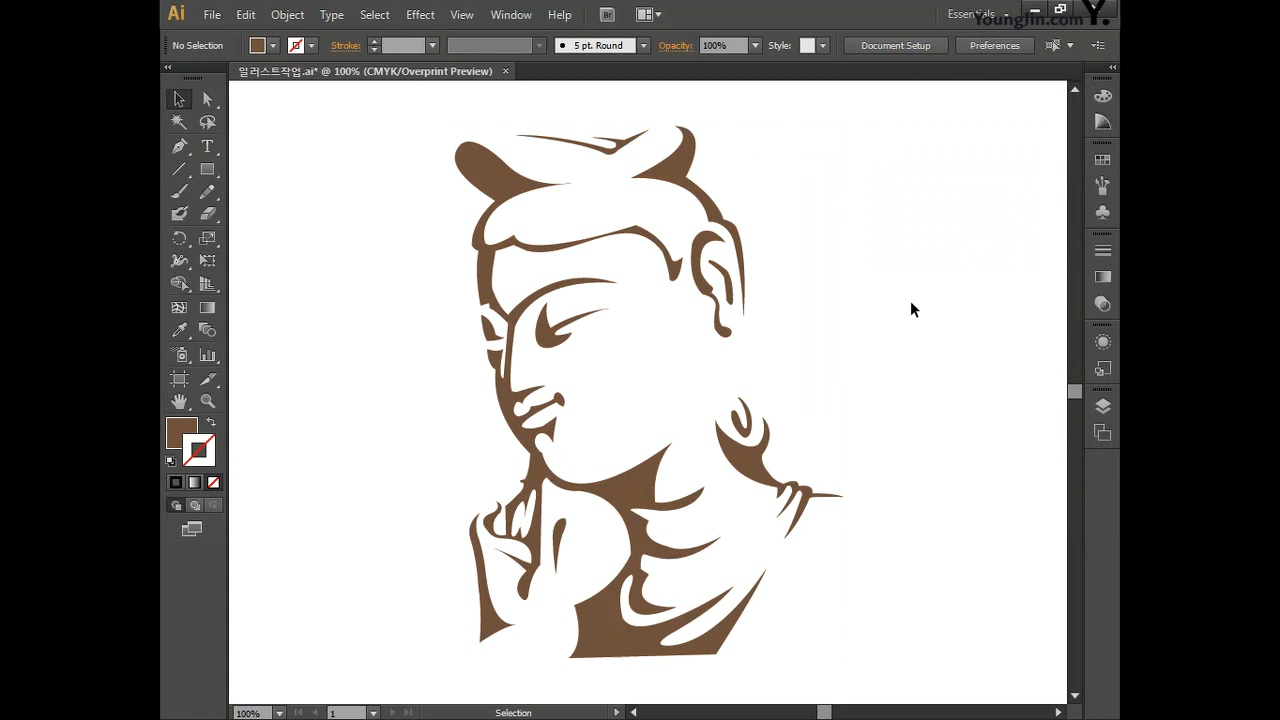 Ai File Edit Object Type Select Effect View Window Help Br Essentials
YoungJin.com Y.
No Selection Stroke: 5 pt. Round Opacity: 100% Style: Document Setup Preferences
일러스트작업.ai* @ 100% (CMYK/Overprint Preview) ×
T
100% 1 Selection